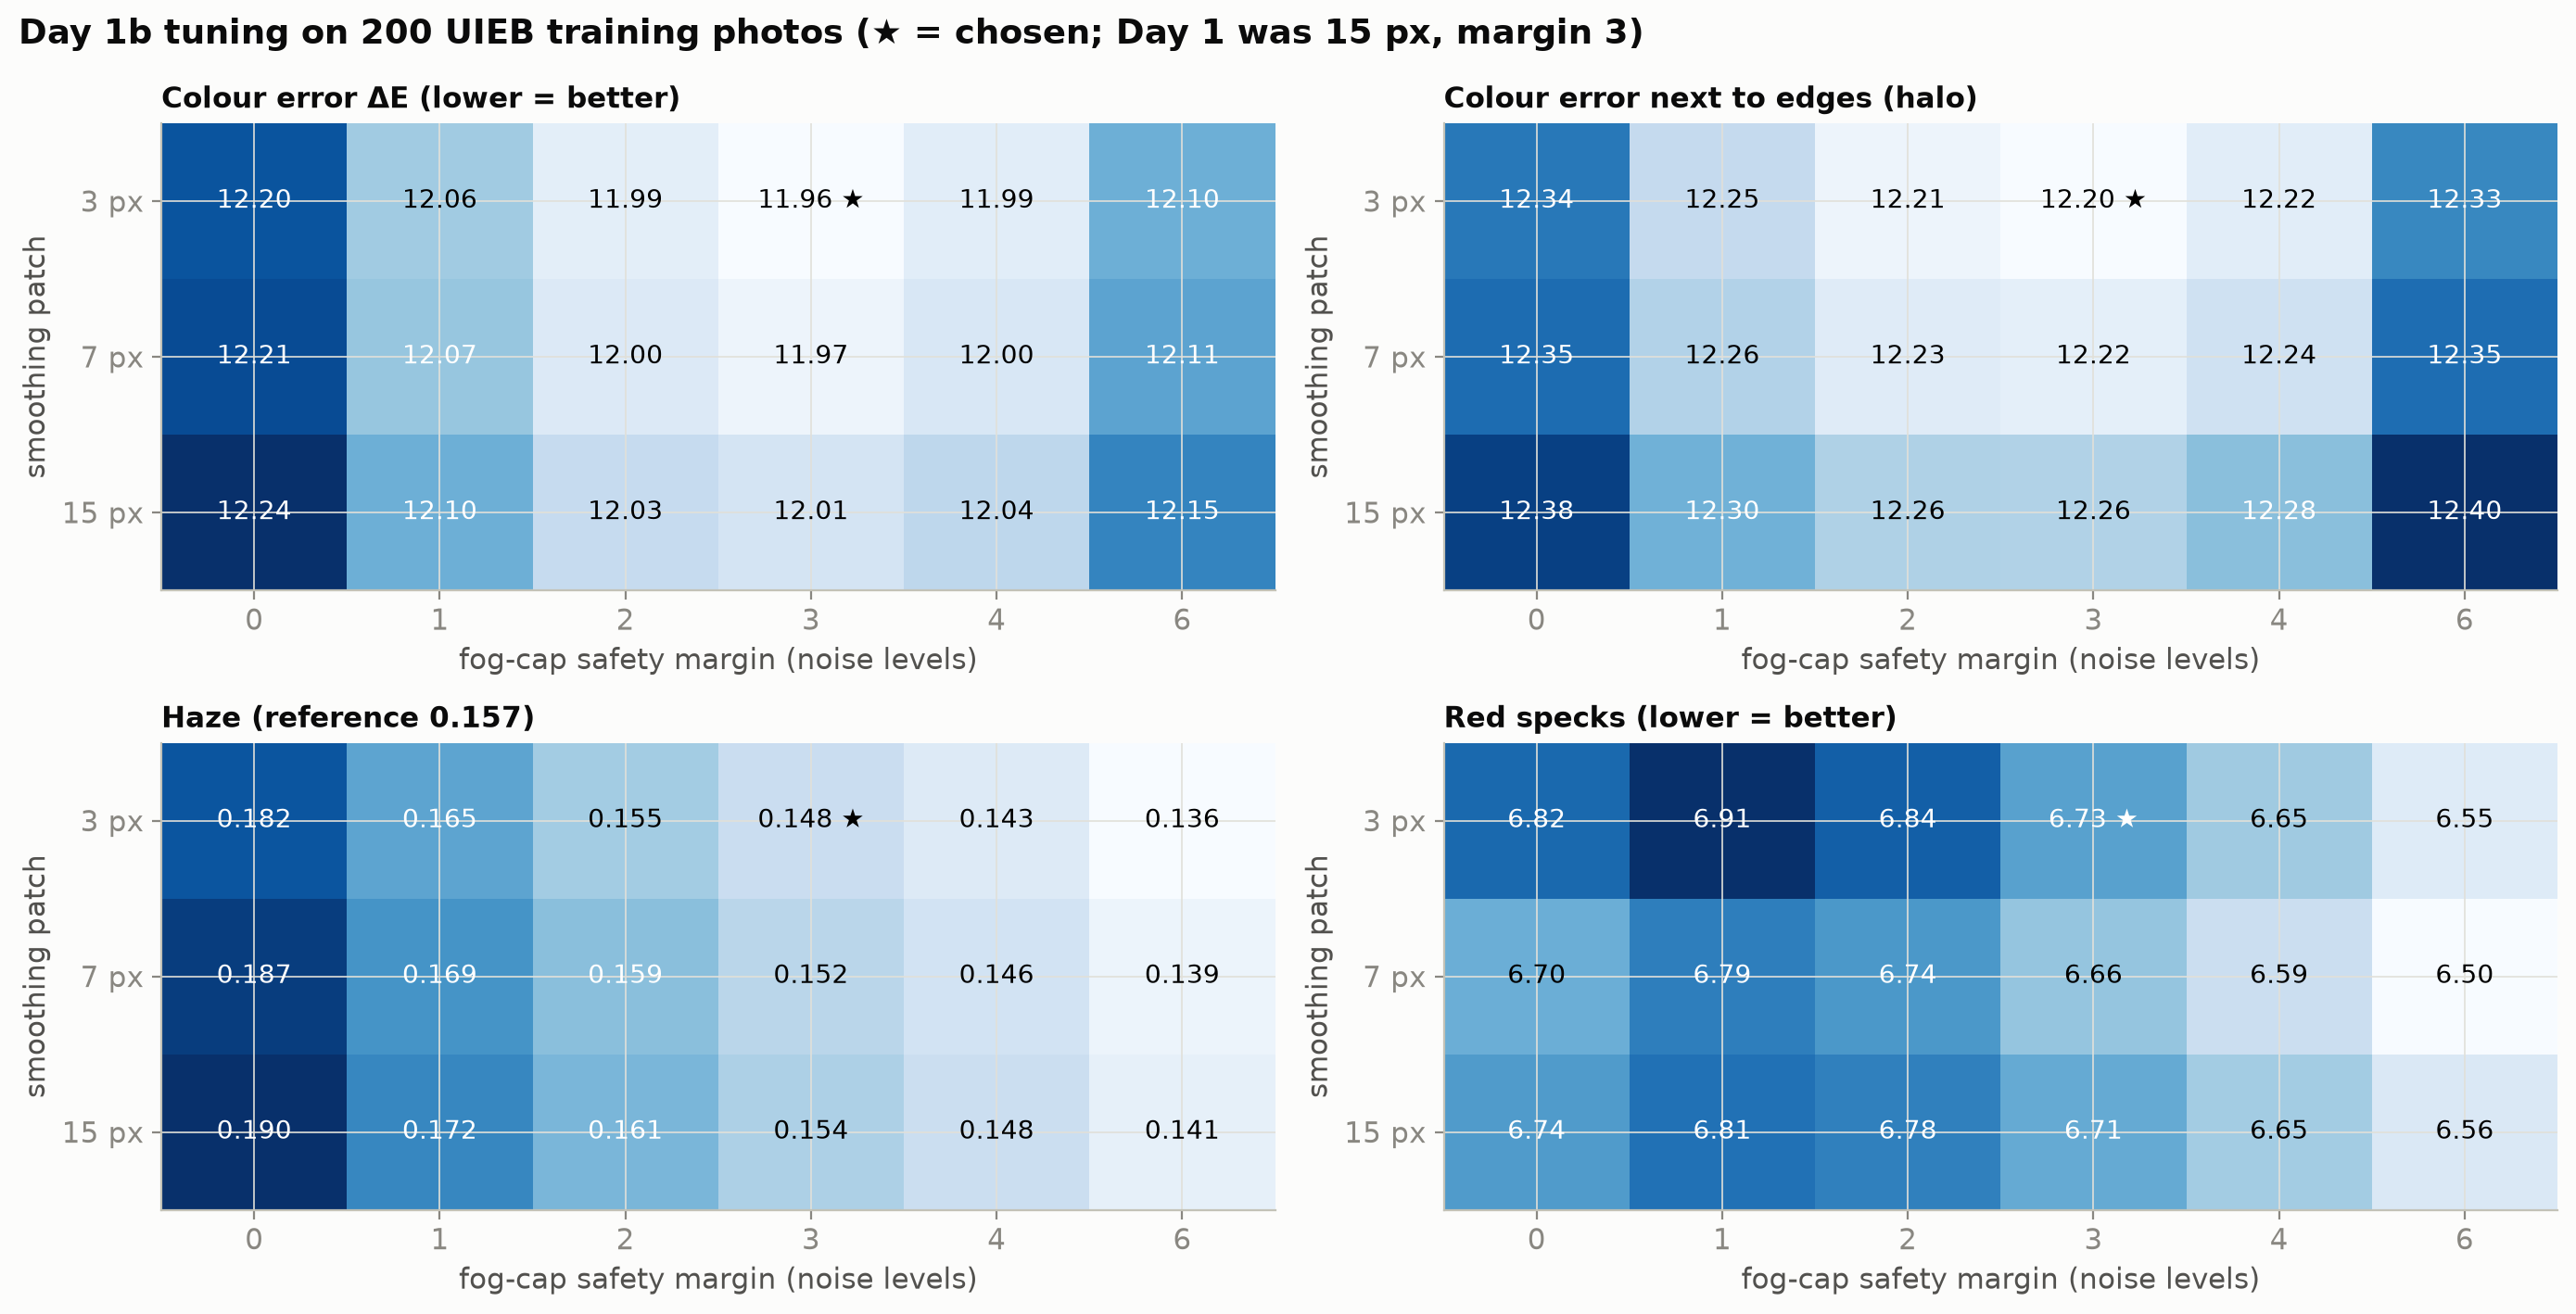 Day 1b tuning on 200 UIEB training photos (★ = chosen; Day 1 was 15 px, margin 3)
Colour error ΔE (lower = better)
smoothing patch
3 px 12.20 12.06 11.99 11.96 ★ 11.99 12.10
7 px 12.21 12.07 12.00 11.97 12.00 12.11
15 px 12.24 12.10 12.03 12.01 12.04 12.15
0 1 2 3 4 6
fog-cap safety margin (noise levels)
Colour error next to edges (halo)
smoothing patch
3 px 12.34 12.25 12.21 12.20 ★ 12.22 12.33
7 px 12.35 12.26 12.23 12.22 12.24 12.35
15 px 12.38 12.30 12.26 12.26 12.28 12.40
0 1 2 3 4 6
fog-cap safety margin (noise levels)
Haze (reference 0.157)
smoothing patch
3 px 0.182 0.165 0.155 0.148 ★ 0.143 0.136
7 px 0.187 0.169 0.159 0.152 0.146 0.139
15 px 0.190 0.172 0.161 0.154 0.148 0.141
0 1 2 3 4 6
fog-cap safety margin (noise levels)
Red specks (lower = better)
smoothing patch
3 px 6.82 6.91 6.84 6.73 ★ 6.65 6.55
7 px 6.70 6.79 6.74 6.66 6.59 6.50
15 px 6.74 6.81 6.78 6.71 6.65 6.56
0 1 2 3 4 6
fog-cap safety margin (noise levels)